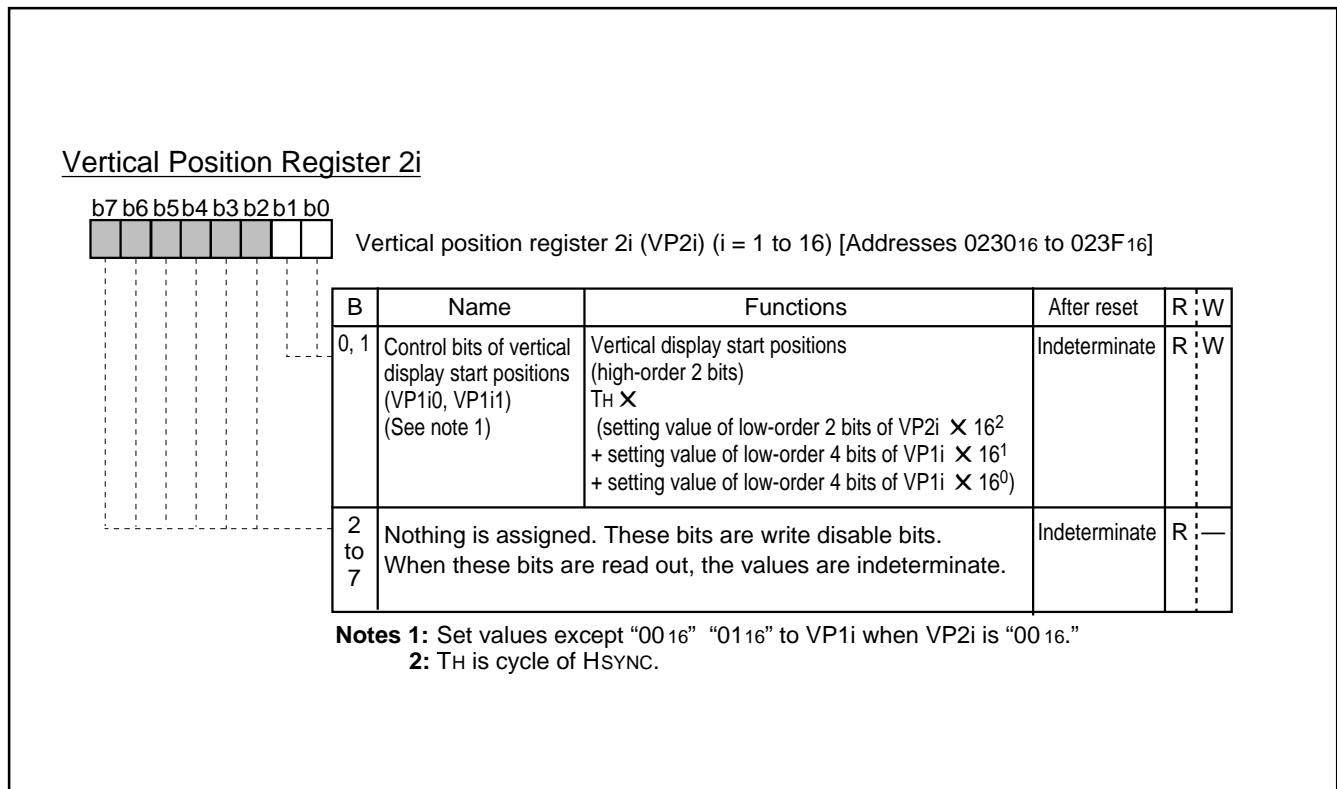 Vertical Position Register 2i
b7 b6 b5 b4 b3 b2 b1 b0
Vertical position register 2i (VP2i) (i = 1 to 16) [Addresses 023016 to 023F16]
B Name Functions After reset R W
0, 1 Control bits of vertical display start positions (VP1i0, VP1i1) (See note 1)
Vertical display start positions
(high-order 2 bits)
TH ×
(setting value of low-order 2 bits of VP2i × 16²
+ setting value of low-order 4 bits of VP1i × 16¹
+ setting value of low-order 4 bits of VP1i × 16⁰)
Indeterminate R W
2 to 7
Nothing is assigned. These bits are write disable bits.
When these bits are read out, the values are indeterminate.
Indeterminate R —
Notes 1: Set values except “0016” “0116” to VP1i when VP2i is “0016.”
2: TH is cycle of HSYNC.